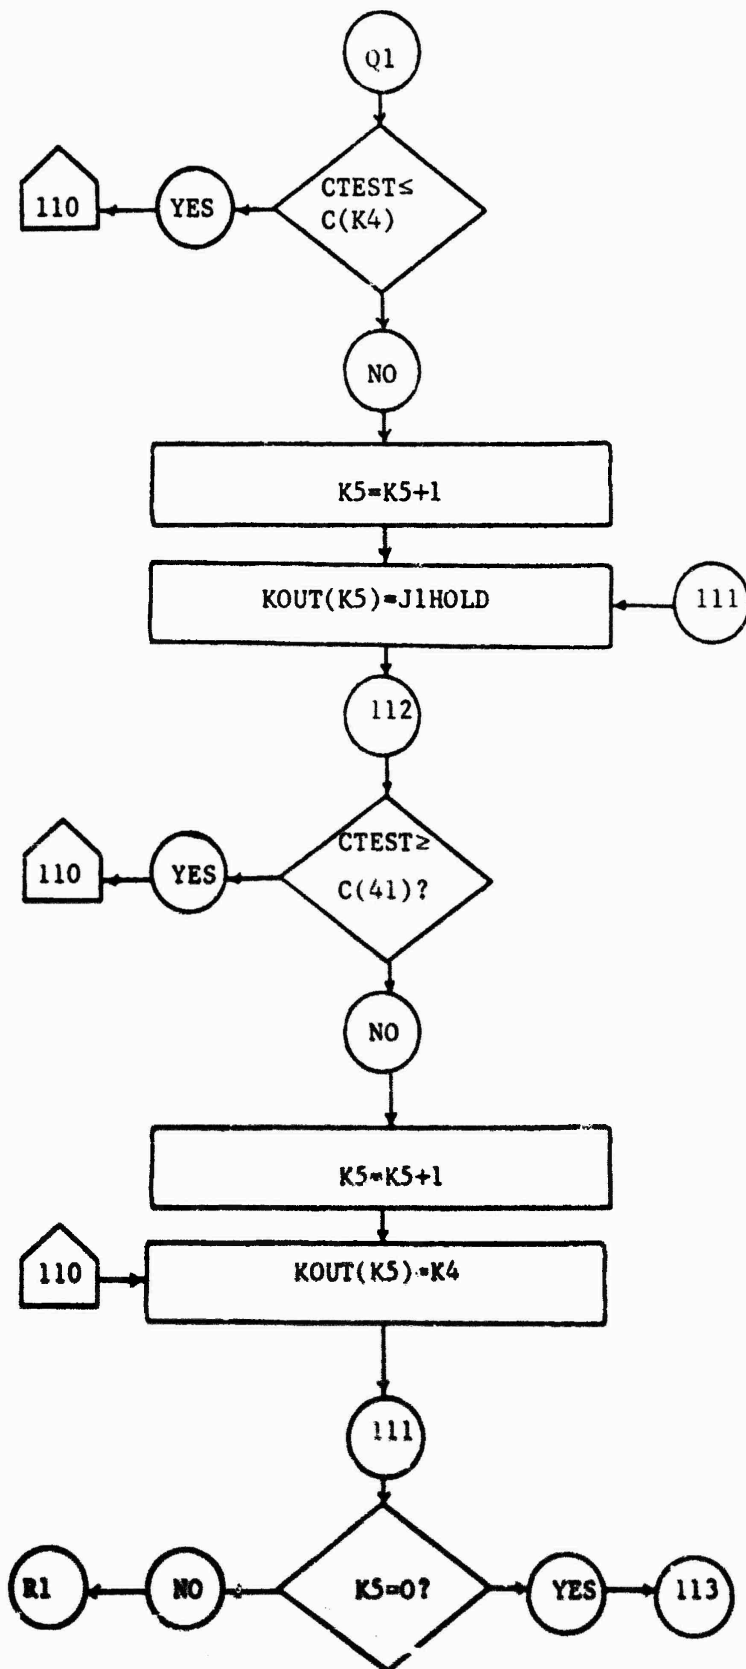 Q1
CTEST≤
C(K4)
YES
110
NO
K5=K5+1
KOUT(K5)=J1HOLD
111
112
CTEST≥
C(41)?
YES
110
NO
K5=K5+1
110
KOUT(K5)=K4
111
K5=0?
NO
R1
YES
113